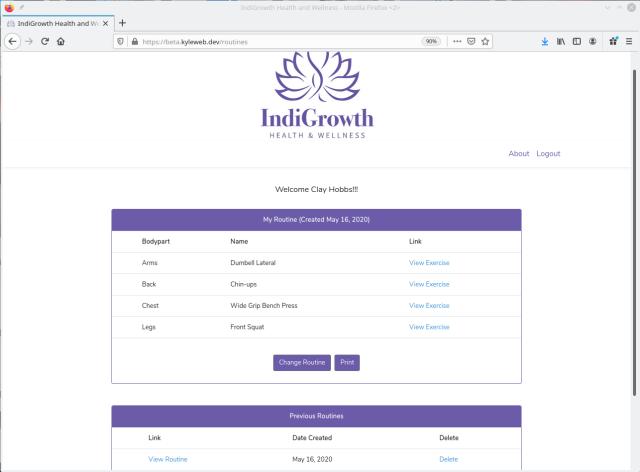 IndiGrowth Health and Wellness - Mozilla Firefox <2>
IndiGrowth Health and We
https://beta.kyleweb.dev/routines
90%
IndiGrowth
HEALTH & WELLNESS
About Logout
Welcome Clay Hobbs!!!
My Routine (Created May 16, 2020)
Bodypart Name Link
Arms Dumbell Lateral View Exercise
Back Chin-ups View Exercise
Chest Wide Grip Bench Press View Exercise
Legs Front Squat View Exercise
Change Routine Print
Previous Routines
Link Date Created Delete
View Routine May 16, 2020 Delete